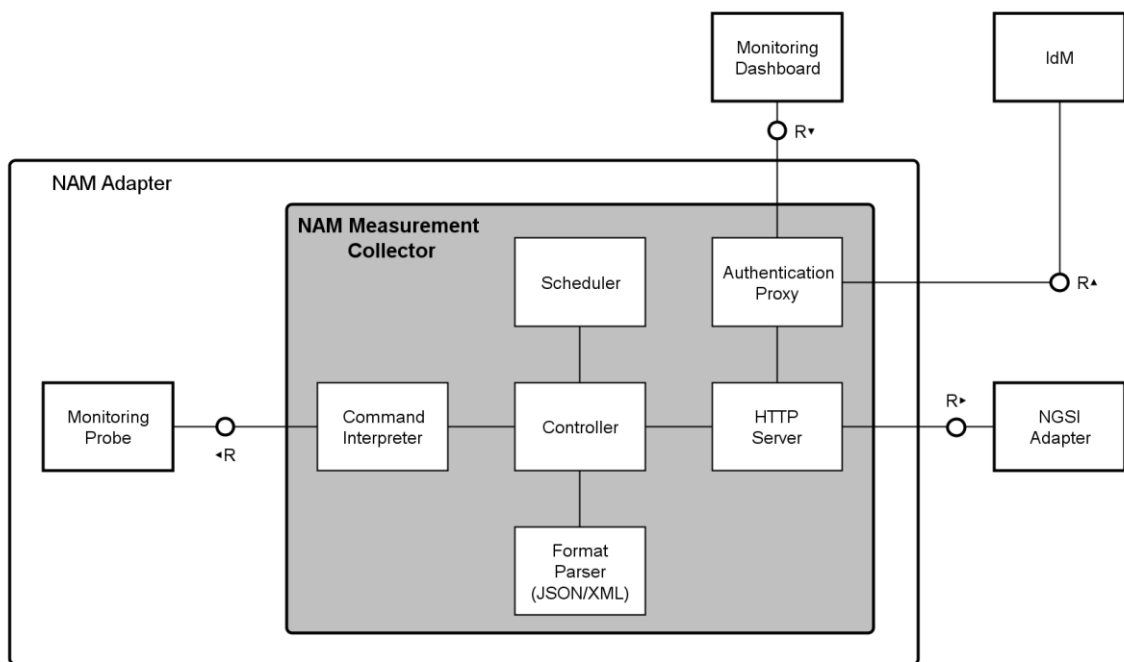 Monitoring
Dashboard
IdM
R▼
NAM Adapter
NAM Measurement
Collector
Scheduler
Authentication
Proxy
R▲
Monitoring
Probe
◄R
Command
Interpreter
Controller
HTTP
Server
R►
NGSI
Adapter
Format
Parser
(JSON/XML)